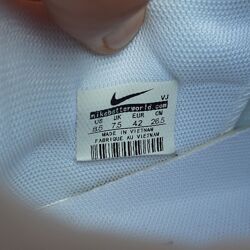 VJ
nikebetterworld.com
US UK EUR CM
8.5 7.5 42 26.5
MADE IN VIETNAM
FABRIQUE AU VIETNAM